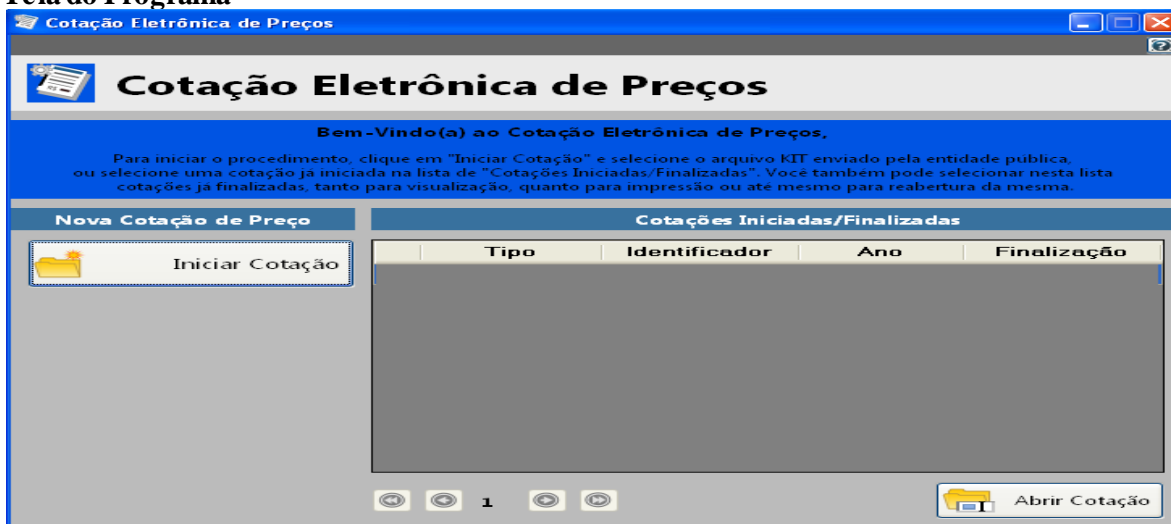 Tela do Programa
Cotação Eletrônica de Preços
Cotação Eletrônica de Preços
Bem-Vindo(a) ao Cotação Eletrônica de Preços,
Para iniciar o procedimento, clique em "Iniciar Cotação" e selecione o arquivo KIT enviado pela entidade publica,
ou selecione uma cotação já iniciada na lista de "Cotações Iniciadas/Finalizadas". Você também pode selecionar nesta lista
cotações já finalizadas, tanto para visualização, quanto para impressão ou até mesmo para reabertura da mesma.
Nova Cotação de Preço
Cotações Iniciadas/Finalizadas
Iniciar Cotação
Tipo Identificador Ano Finalização
1
Abrir Cotação